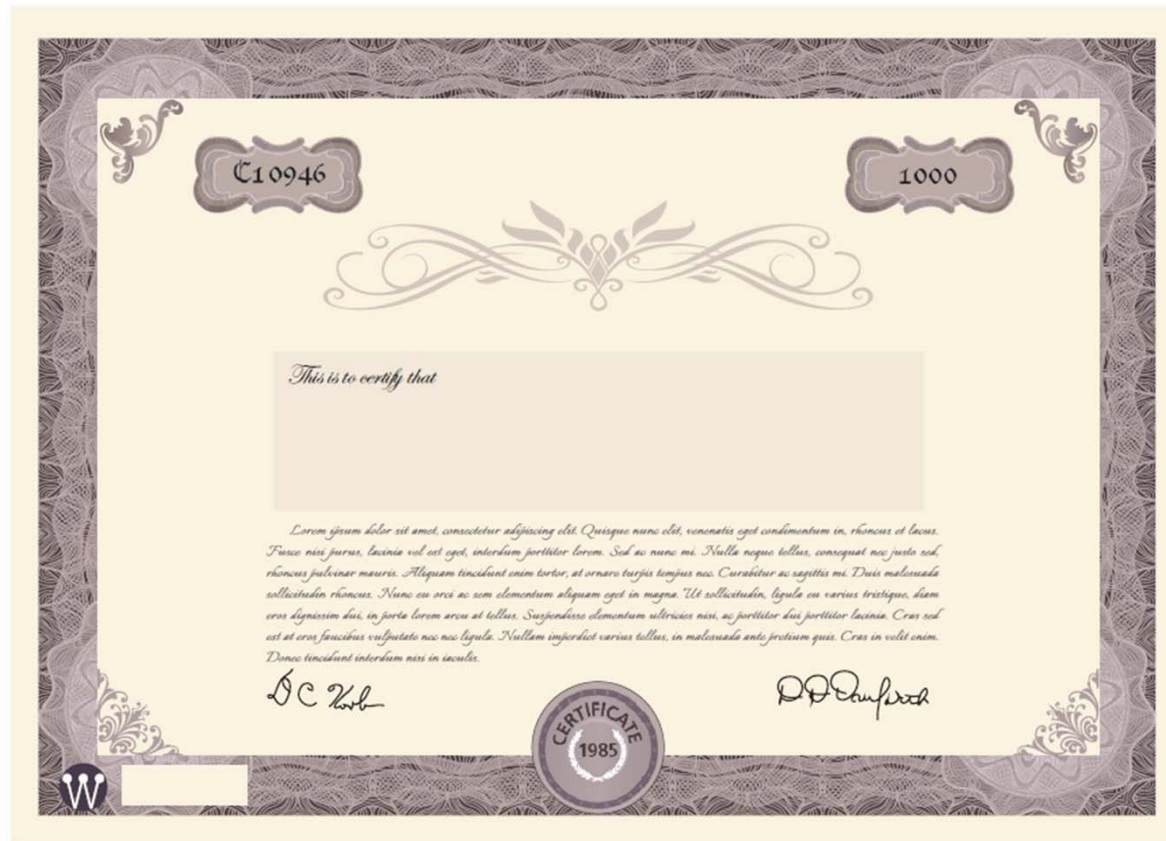 C10946
1000
This is to certify that
Lorem ipsum dolor sit amet, consectetur adipiscing elit. Quisque nunc elit, venenatis eget condimentum in, rhoncus et lacus.
Fusce nisi purus, lacinia vel est eget, interdum porttitor lorem. Sed ac nunc mi. Nulla neque tellus, consequat nec justo sed,
rhoncus pulvinar mauris. Aliquam tincidunt enim tortor, at ornare turpis tempus nec. Curabitur ac sagittis mi. Duis malesuada
sollicitudin rhoncus. Nunc eu orci ac sem elementum aliquam eget in magna. Ut sollicitudin, ligula eu varius tristique, diam
eros dignissim dui, in porta lorem arcu at tellus. Suspendisse elementum ultricies nisi, ac porttitor dui porttitor lacinia. Cras sed
est at eros faucibus vulputate nec nec ligula. Nullam imperdiet varius tellus, in malesuada ante pretium quis. Cras in velit enim.
Donec tincidunt interdum nisi in iaculis.
D C
CERTIFICATE
1985
W